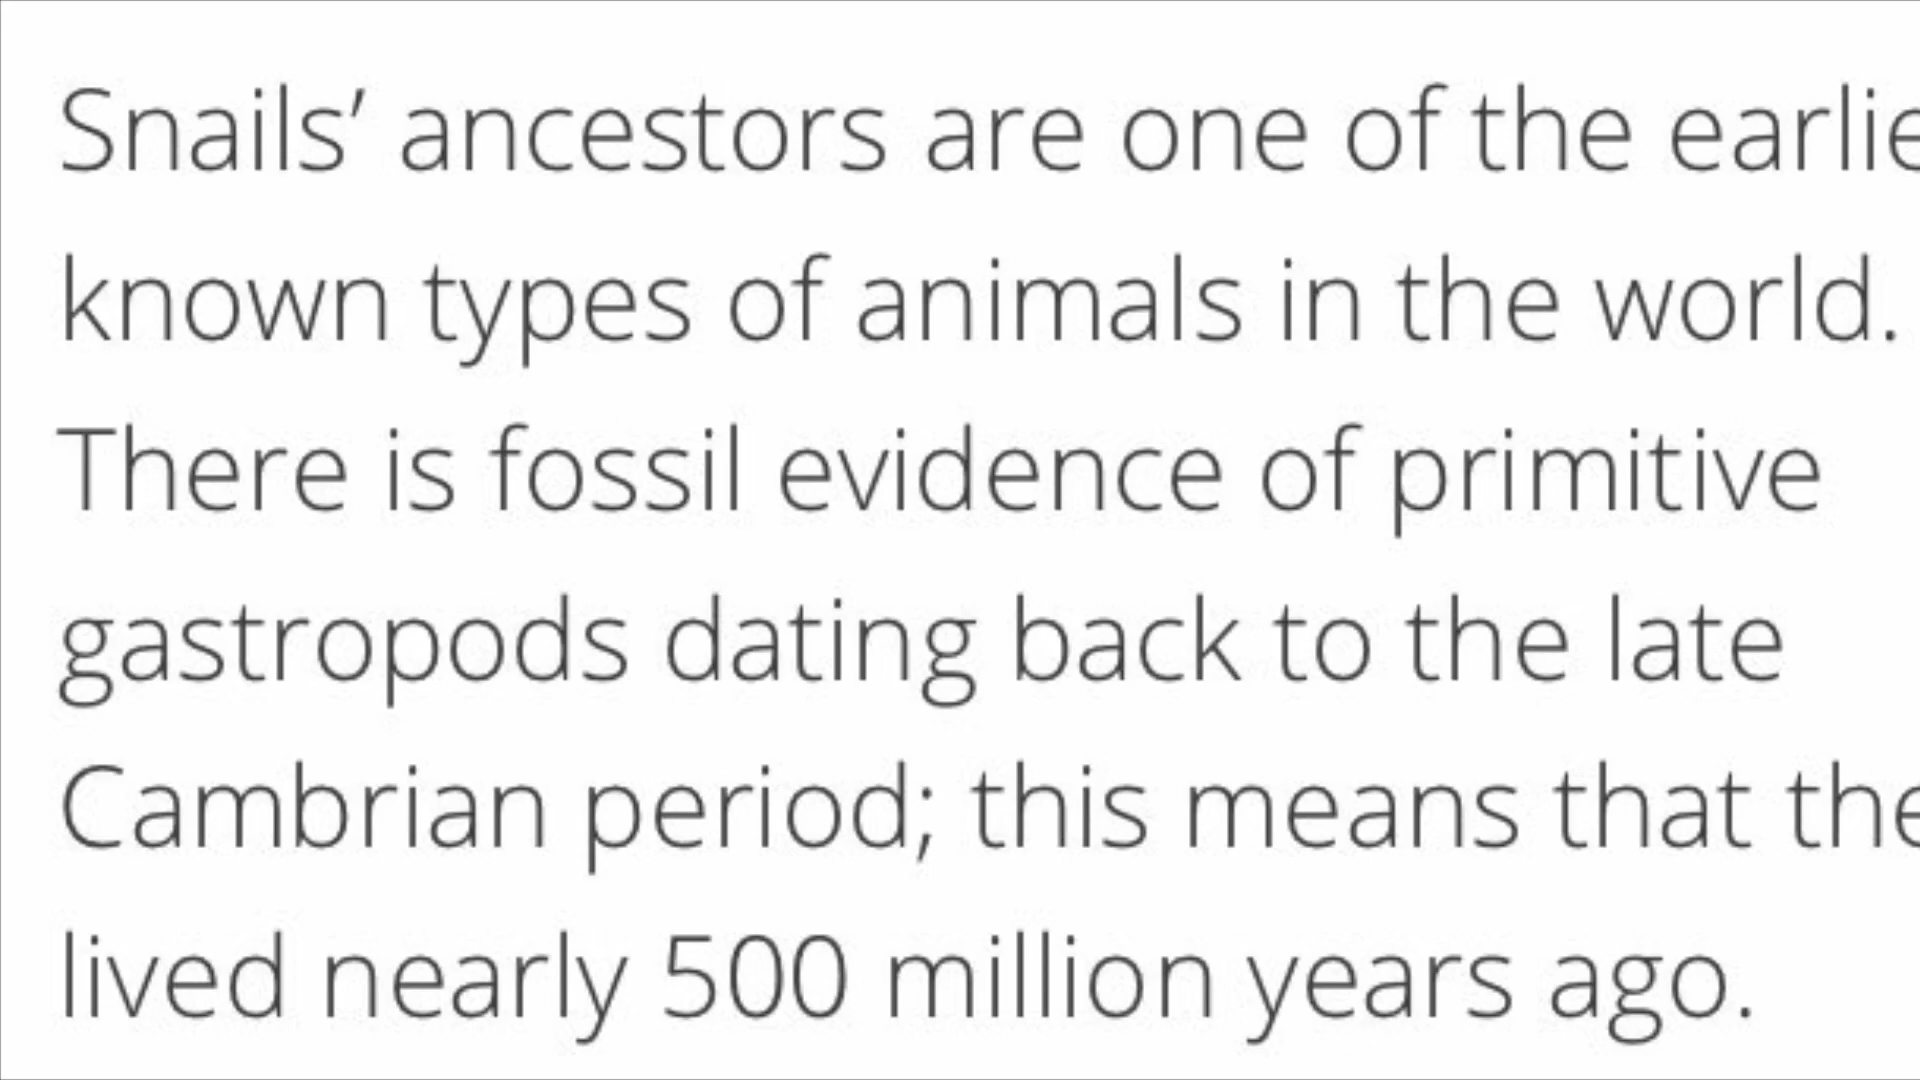 Snails’ ancestors are one of the earlie
known types of animals in the world.
There is fossil evidence of primitive
gastropods dating back to the late
Cambrian period; this means that the
lived nearly 500 million years ago.